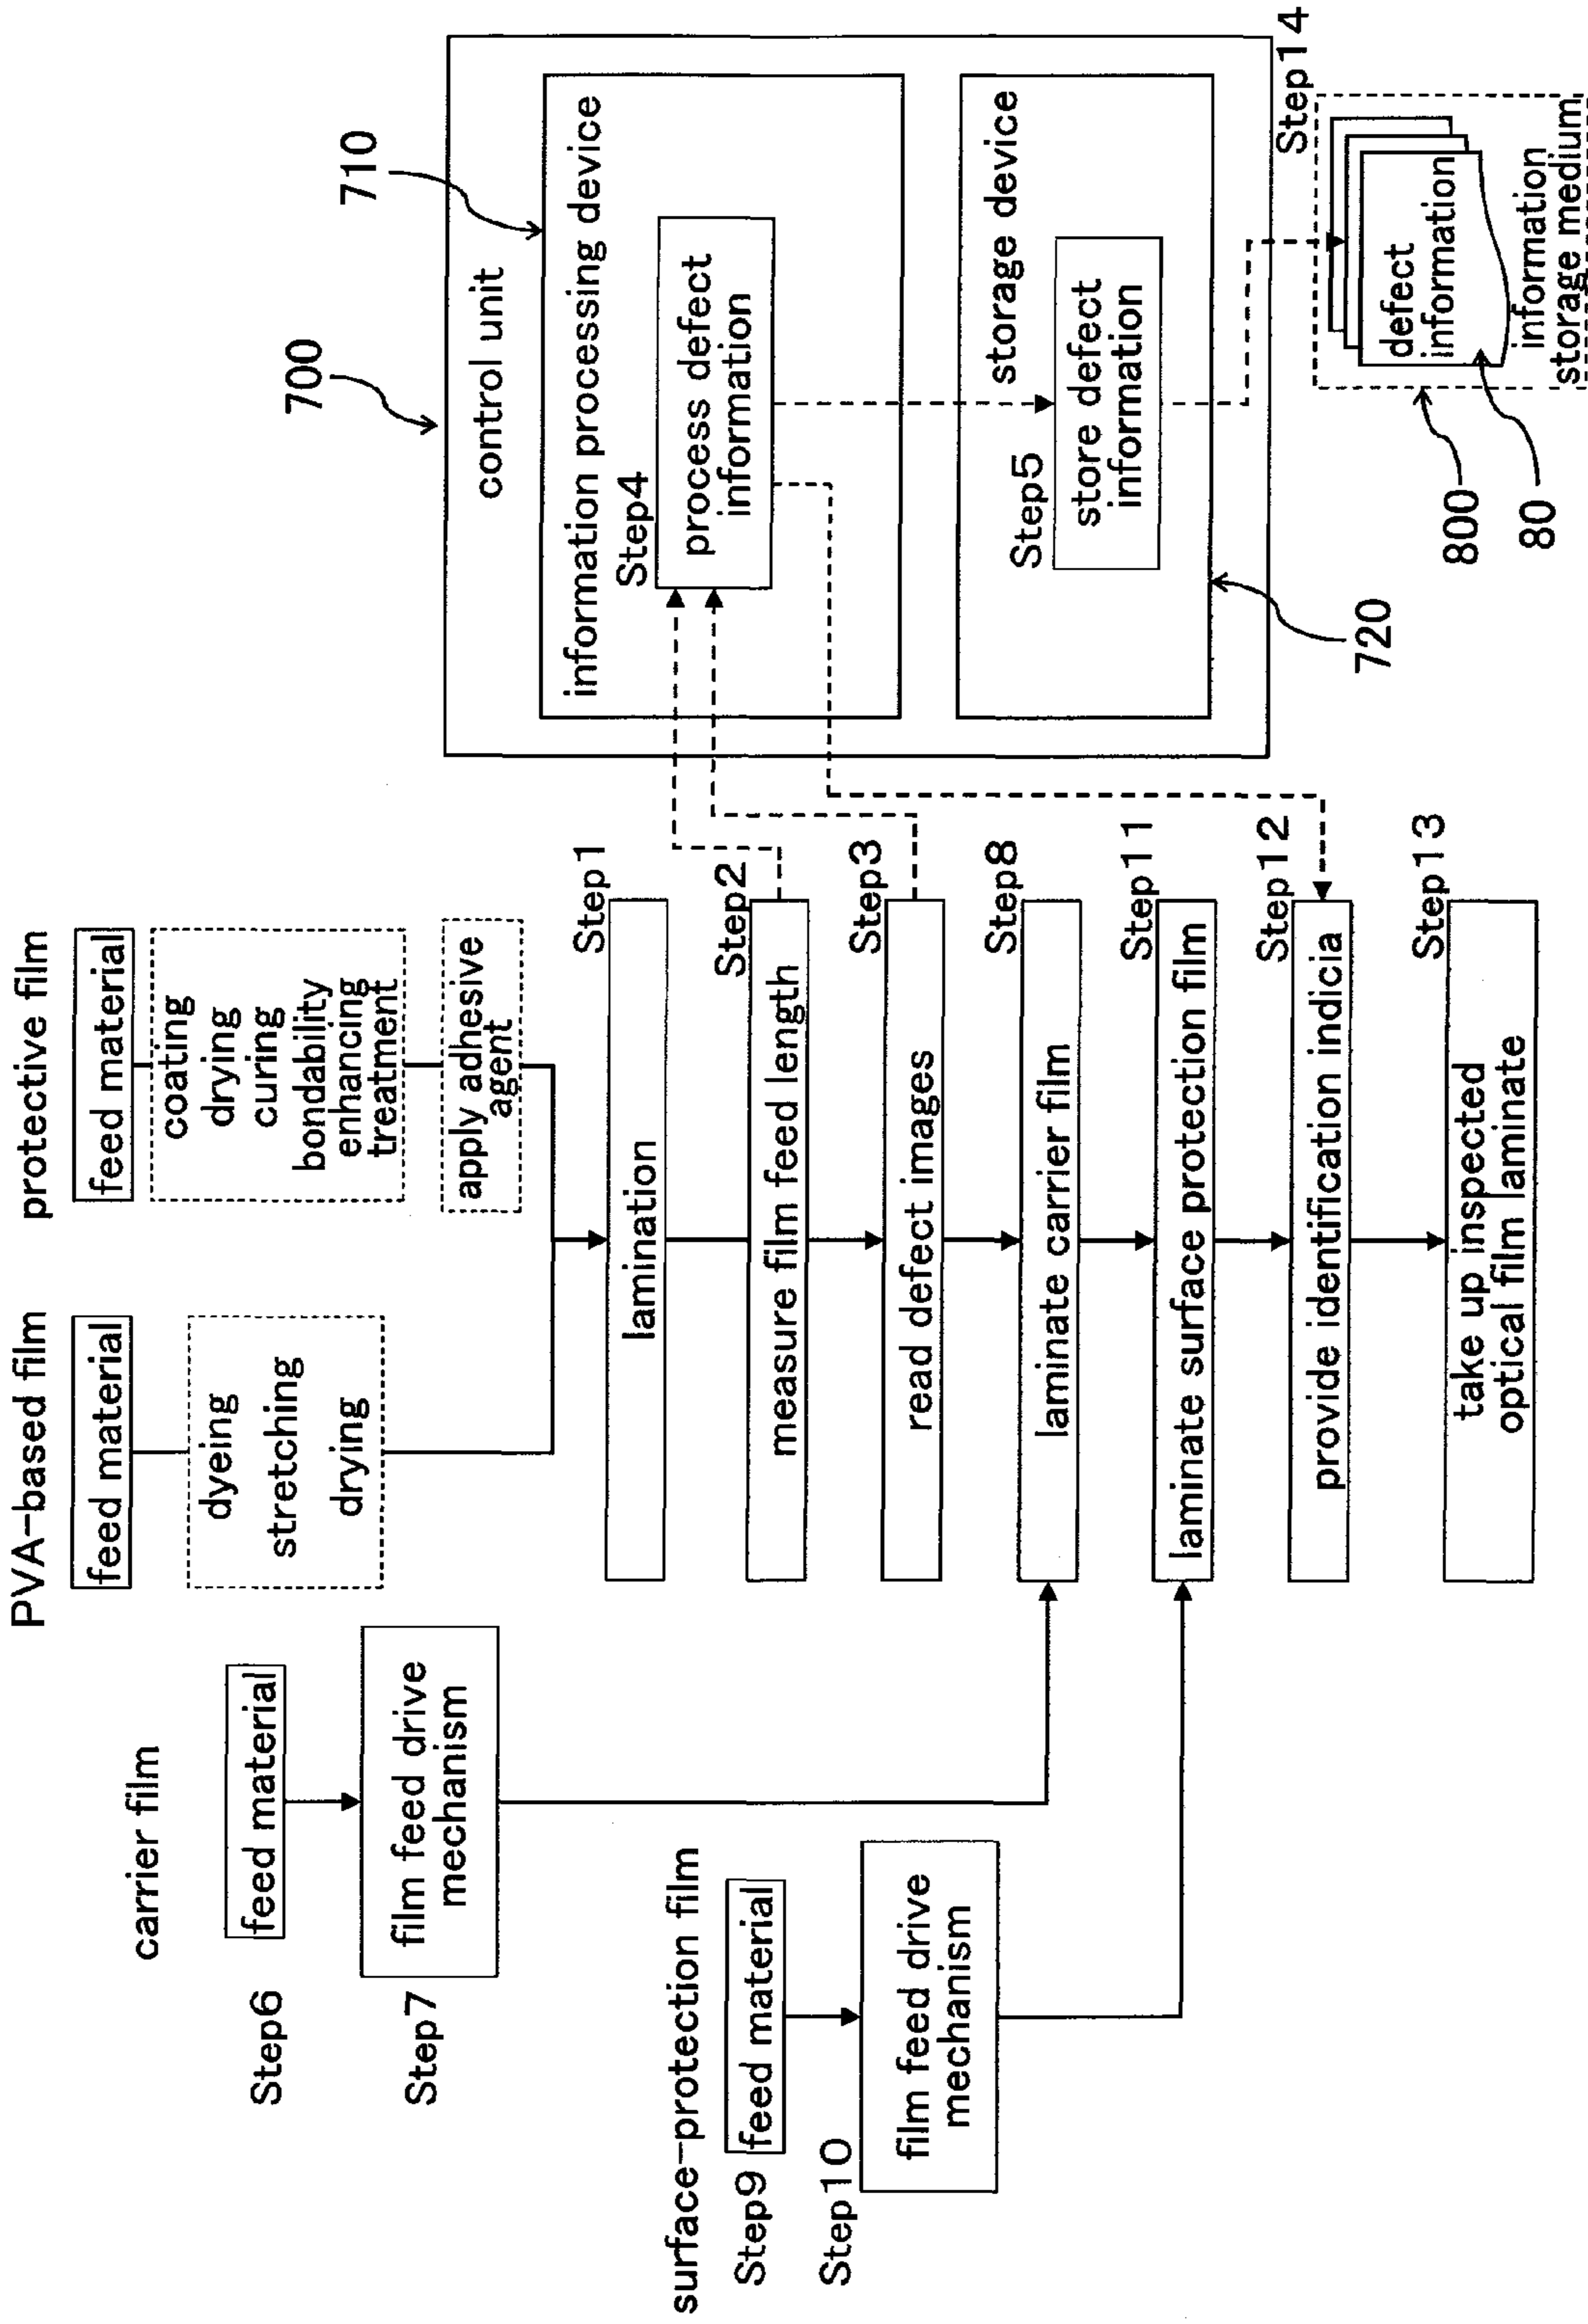 PVA-based film
feed material
dyeing
stretching
drying
protective film
feed material
coating
drying
curing
bondability
enhancing
treatment
apply adhesive
agent
carrier film
Step6
feed material
Step7
film feed drive
mechanism
surface-protection film
Step9
feed material
Step10
film feed drive
mechanism
Step1
lamination
Step2
measure film feed length
Step3
read defect images
Step8
laminate carrier film
Step11
laminate surface protection film
Step12
provide identification indicia
Step13
take up inspected
optical film laminate
700
control unit
710
information processing device
Step4
process defect
information
storage device
Step5
store defect
information
720
Step14
defect
information
information
storage medium
800
80